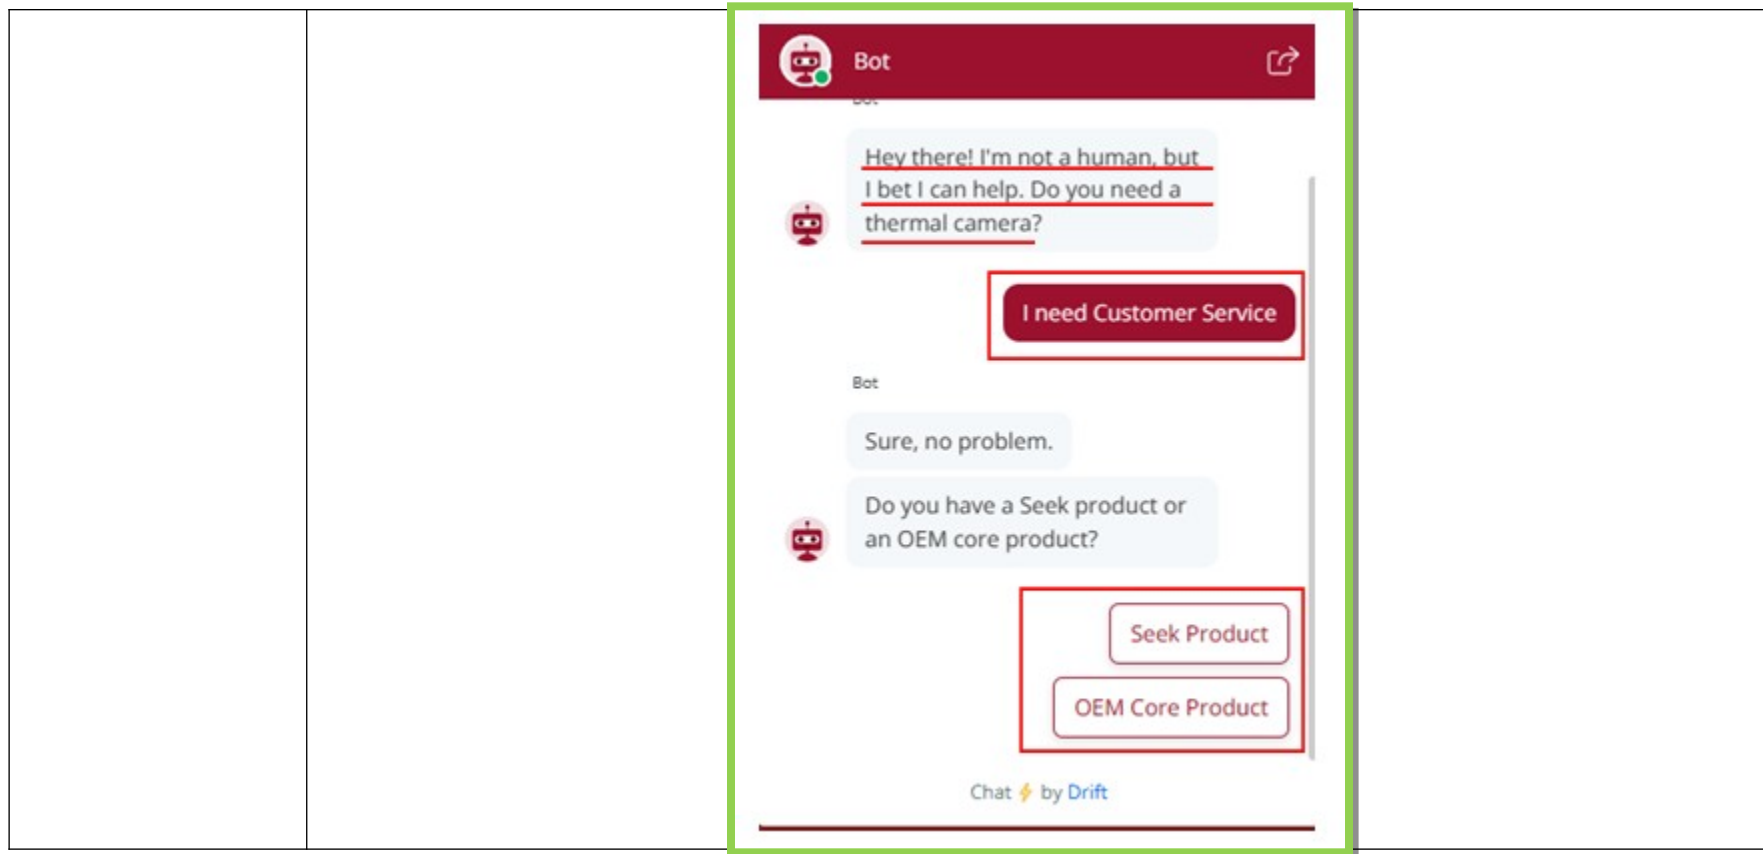 Bot
Bot
Hey there! I'm not a human, but
I bet I can help. Do you need a
thermal camera?
I need Customer Service
Bot
Sure, no problem.
Do you have a Seek product or
an OEM core product?
Seek Product
OEM Core Product
Chat ⚡ by Drift